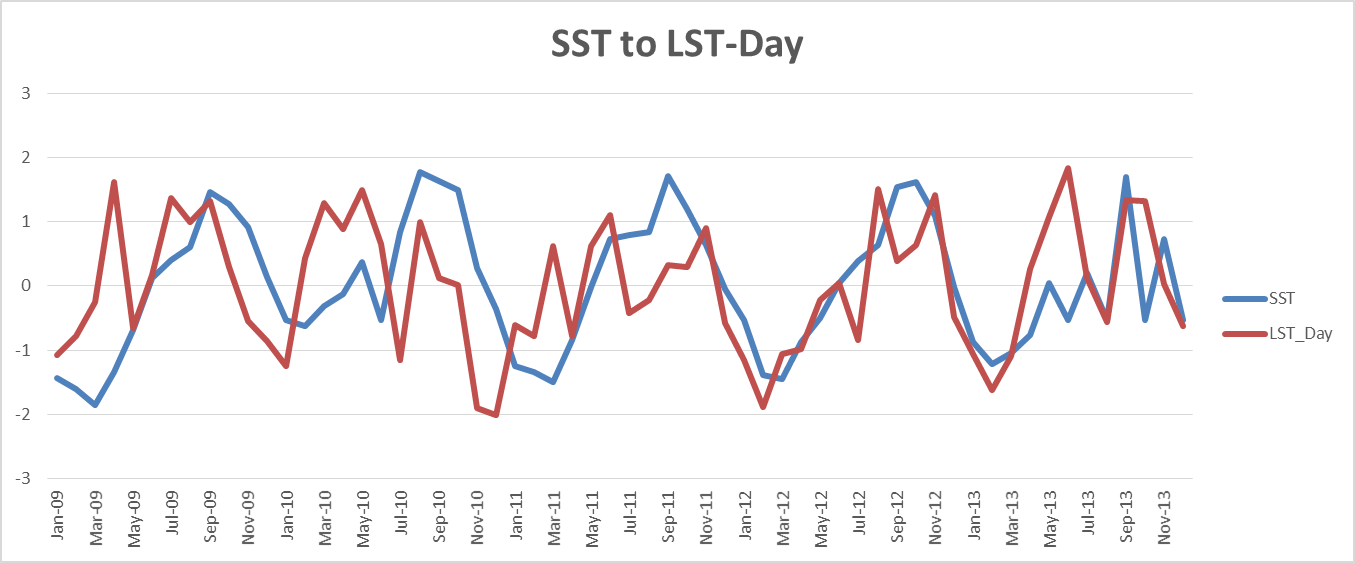 SST to LST-Day
3
2
1
0
-1
-2
-3
Jan-09
Mar-09
May-09
Jul-09
Sep-09
Nov-09
Jan-10
Mar-10
May-10
Jul-10
Sep-10
Nov-10
Jan-11
Mar-11
May-11
Jul-11
Sep-11
Nov-11
Jan-12
Mar-12
May-12
Jul-12
Sep-12
Nov-12
Jan-13
Mar-13
May-13
Jul-13
Sep-13
Nov-13
SST
LST_Day